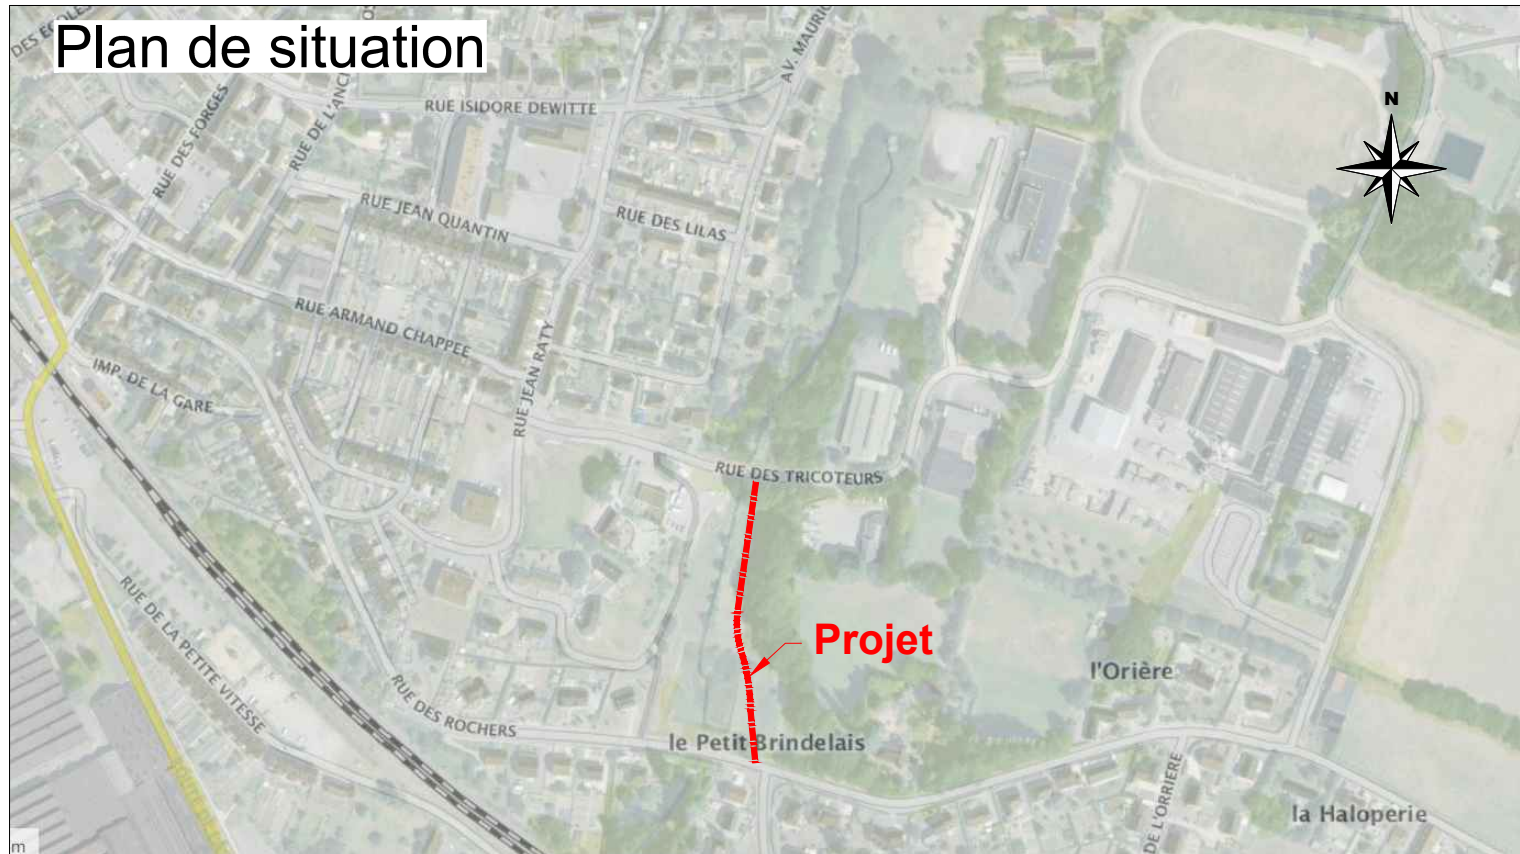 Plan de situation
DES ECOLES
AV. MAURIC
N
RUE ISIDORE DEWITTE
RUE DES FORGES
RUE DE L'ANCI
RUE JEAN QUANTIN
RUE DES LILAS
RUE ARMAND CHAPPEE
RUE JEAN RATY
IMP. DE LA GARE
RUE DES TRICOTEURS
RUE DE LA PETITE VITESSE
Projet
l'Orière
RUE DES ROCHERS
le Petit Brindelais
DE L'ORRIERE
la Haloperie
m